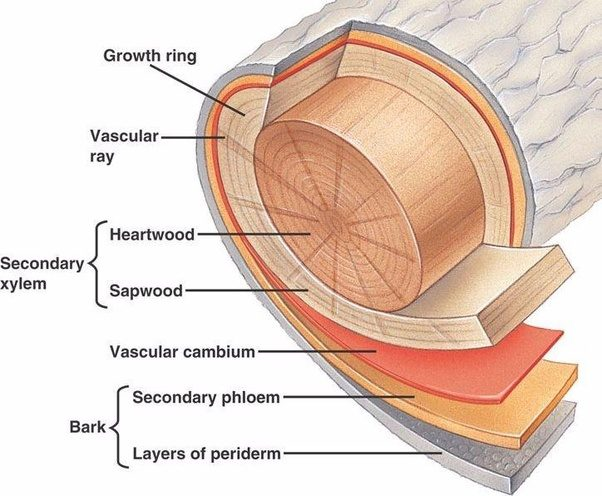 Growth ring
Vascular
ray
Heartwood
Secondary
xylem
Sapwood
Vascular cambium
Secondary phloem
Bark
Layers of periderm